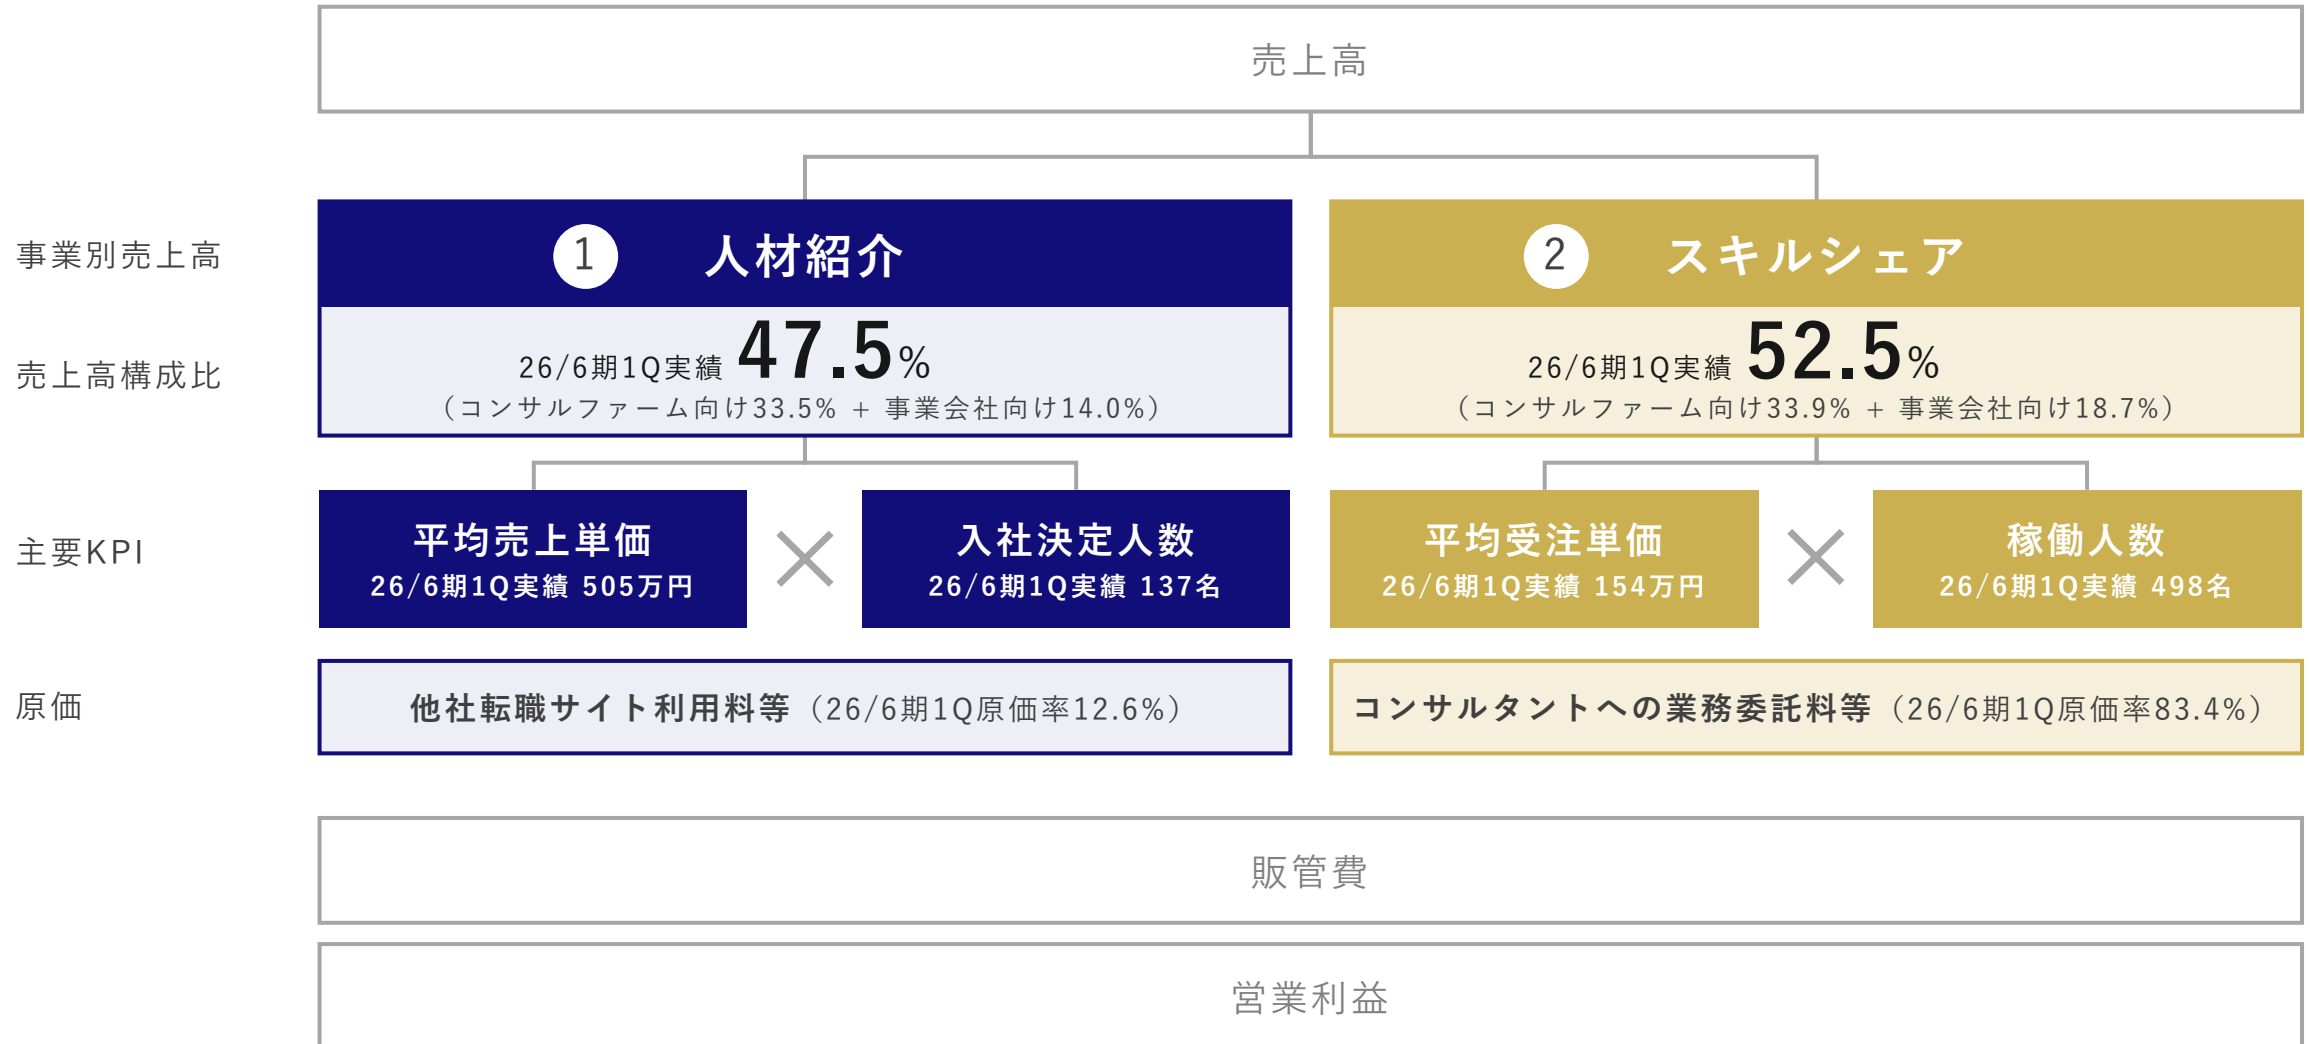 売上高
事業別売上高
1 人材紹介
2 スキルシェア
売上高構成比
26/6期1Q実績 47.5%
(コンサルファーム向け33.5% + 事業会社向け14.0%)
26/6期1Q実績 52.5%
(コンサルファーム向け33.9% + 事業会社向け18.7%)
主要KPI
平均売上単価
26/6期1Q実績 505万円
×
入社決定人数
26/6期1Q実績 137名
平均受注単価
26/6期1Q実績 154万円
×
稼働人数
26/6期1Q実績 498名
原価
他社転職サイト利用料等(26/6期1Q原価率12.6%)
コンサルタントへの業務委託料等(26/6期1Q原価率83.4%)
販管費
営業利益